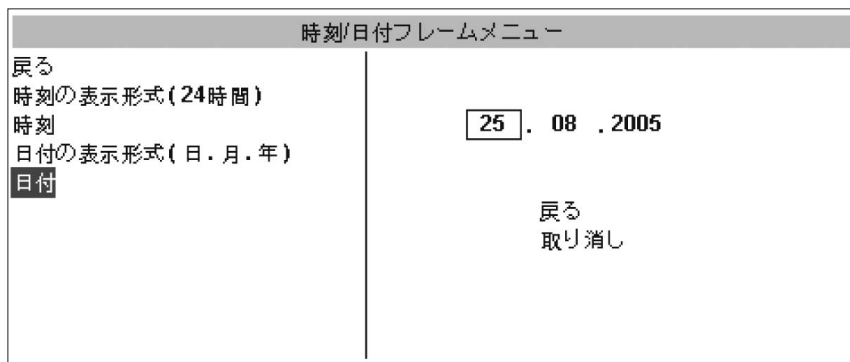 時刻/日付フレームメニュー
戻る
時刻の表示形式(24時間)
時刻
日付の表示形式(日.月.年)
日付
25. 08 .2005
戻る
取り消し